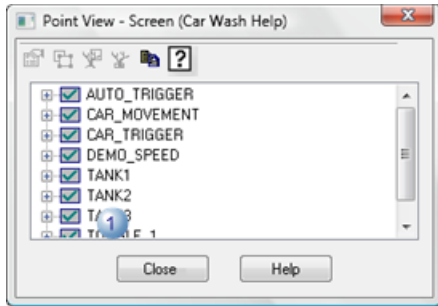 Point View - Screen (Car Wash Help)
?
AUTO_TRIGGER
CAR_MOVEMENT
CAR_TRIGGER
DEMO_SPEED
TANK1
TANK2
1
Close Help